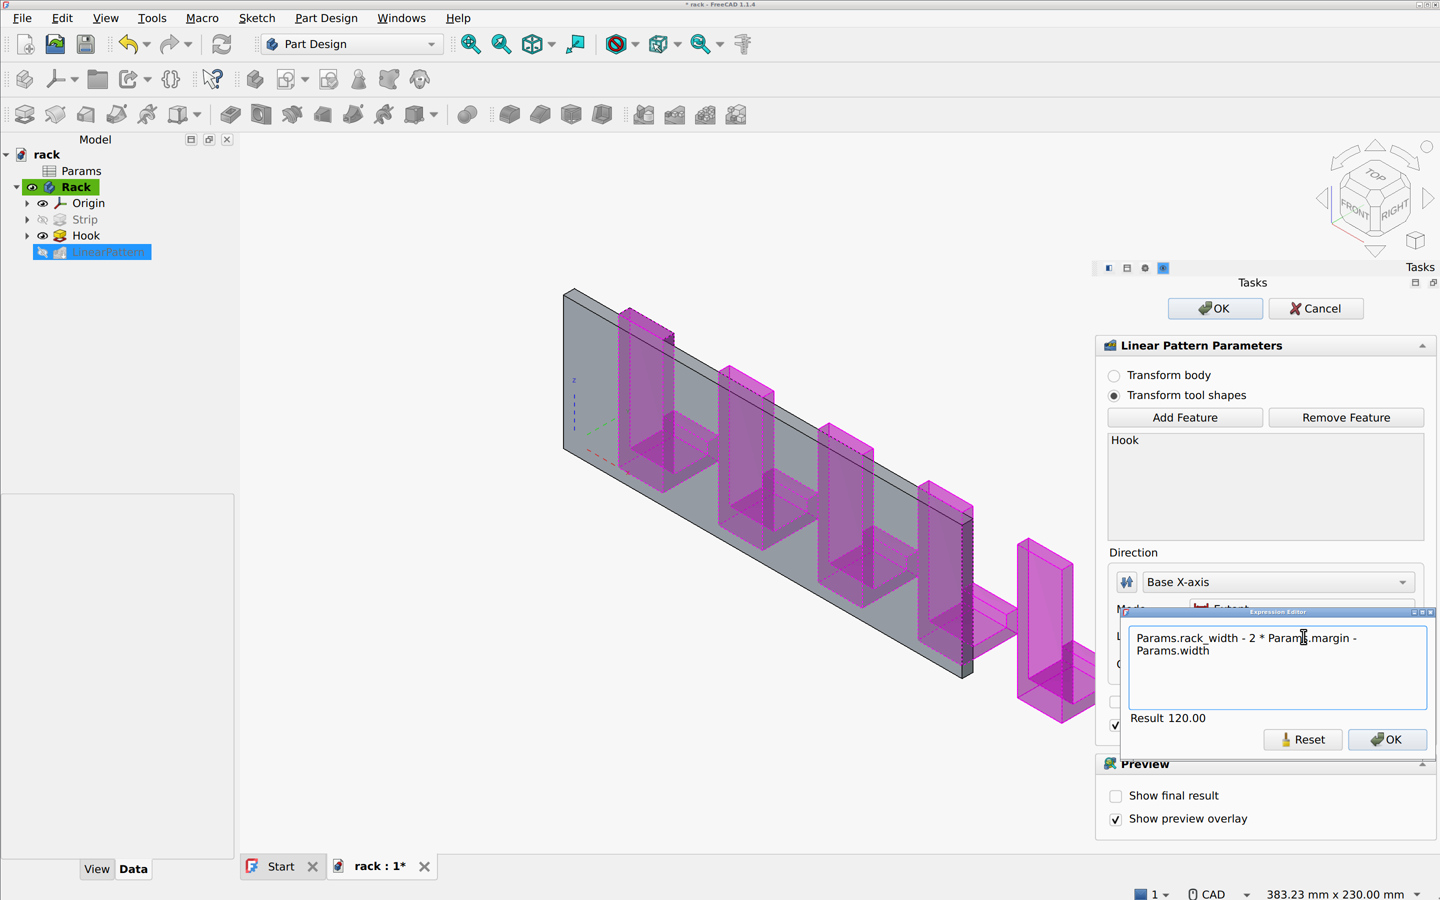 * rack - FreeCAD 1.1.4
File Edit View Tools Macro Sketch Part Design Windows Help
Part Design
Model
rack
Params
Rack
Origin
Strip
Hook
LinearPattern
View Data
z
TOP
FRONT RIGHT
Tasks
Tasks
OK Cancel
Linear Pattern Parameters
Transform body
Transform tool shapes
Add Feature Remove Feature
Hook
Direction
Base X-axis
Expression Editor
Params.rack_width - 2 * Params.margin -
Params.width
Result 120.00
Reset OK
Preview
Show final result
Show preview overlay
Start rack : 1*
1 CAD 383.23 mm x 230.00 mm